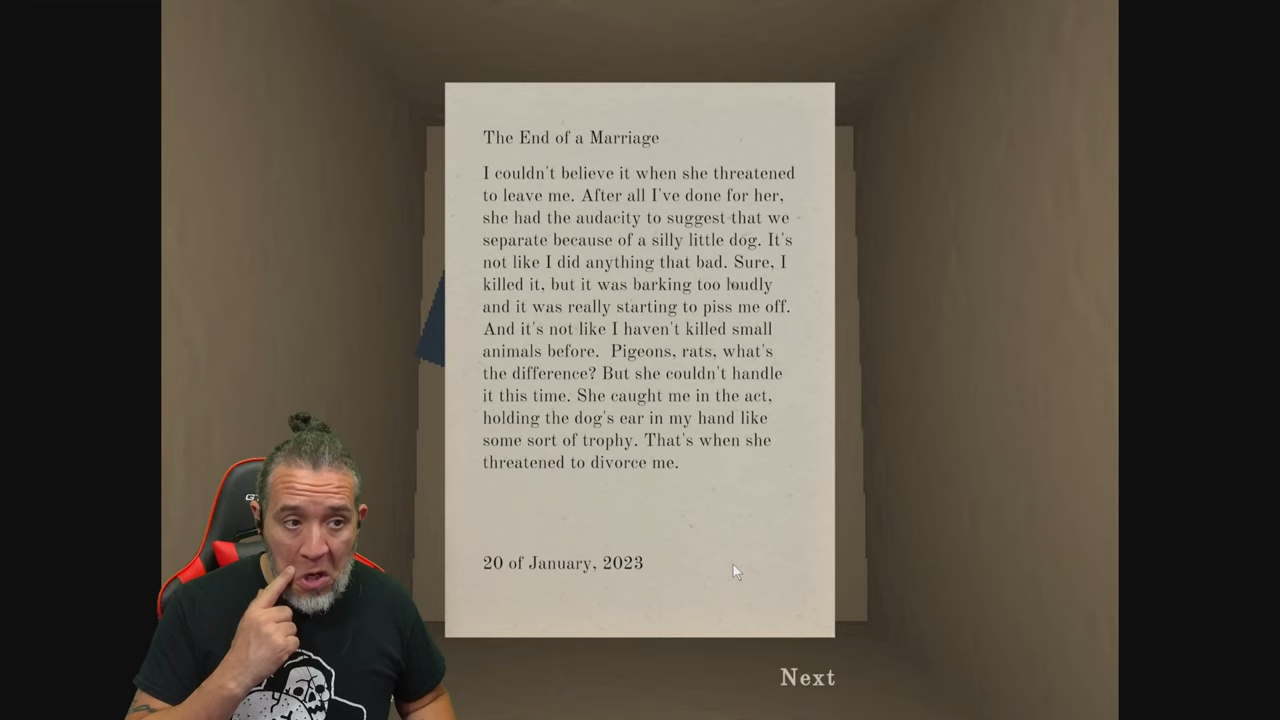 The End of a Marriage
I couldn't believe it when she threatened
to leave me. After all I've done for her,
she had the audacity to suggest that we
separate because of a silly little dog. It's
not like I did anything that bad. Sure, I
killed it, but it was barking too loudly
and it was really starting to piss me off.
And it's not like I haven't killed small
animals before.  Pigeons, rats, what's
the difference? But she couldn't handle
it this time. She caught me in the act,
holding the dog's ear in my hand like
some sort of trophy. That's when she
threatened to divorce me.
20 of January, 2023
Next